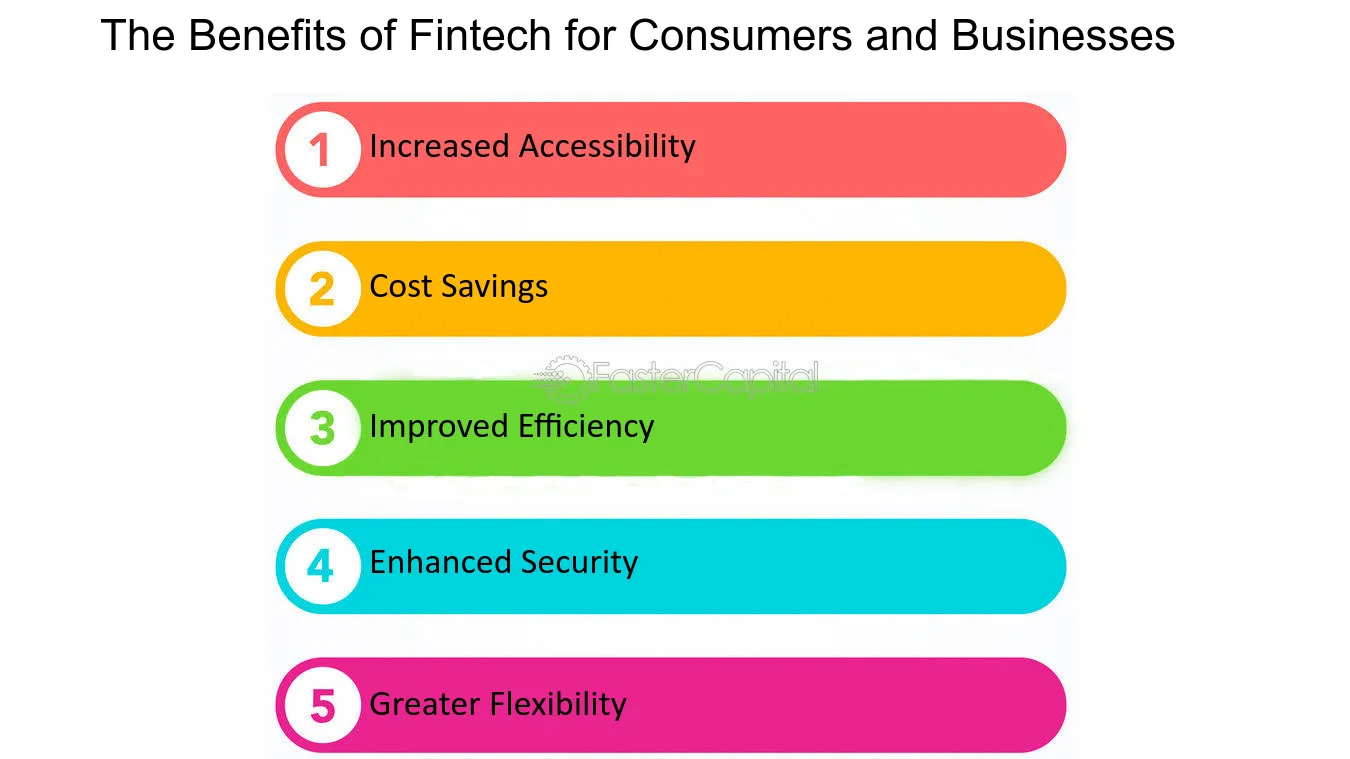 The Benefits of Fintech for Consumers and Businesses
1 Increased Accessibility
2 Cost Savings
FasterCapital
3 Improved Efficiency
4 Enhanced Security
5 Greater Flexibility